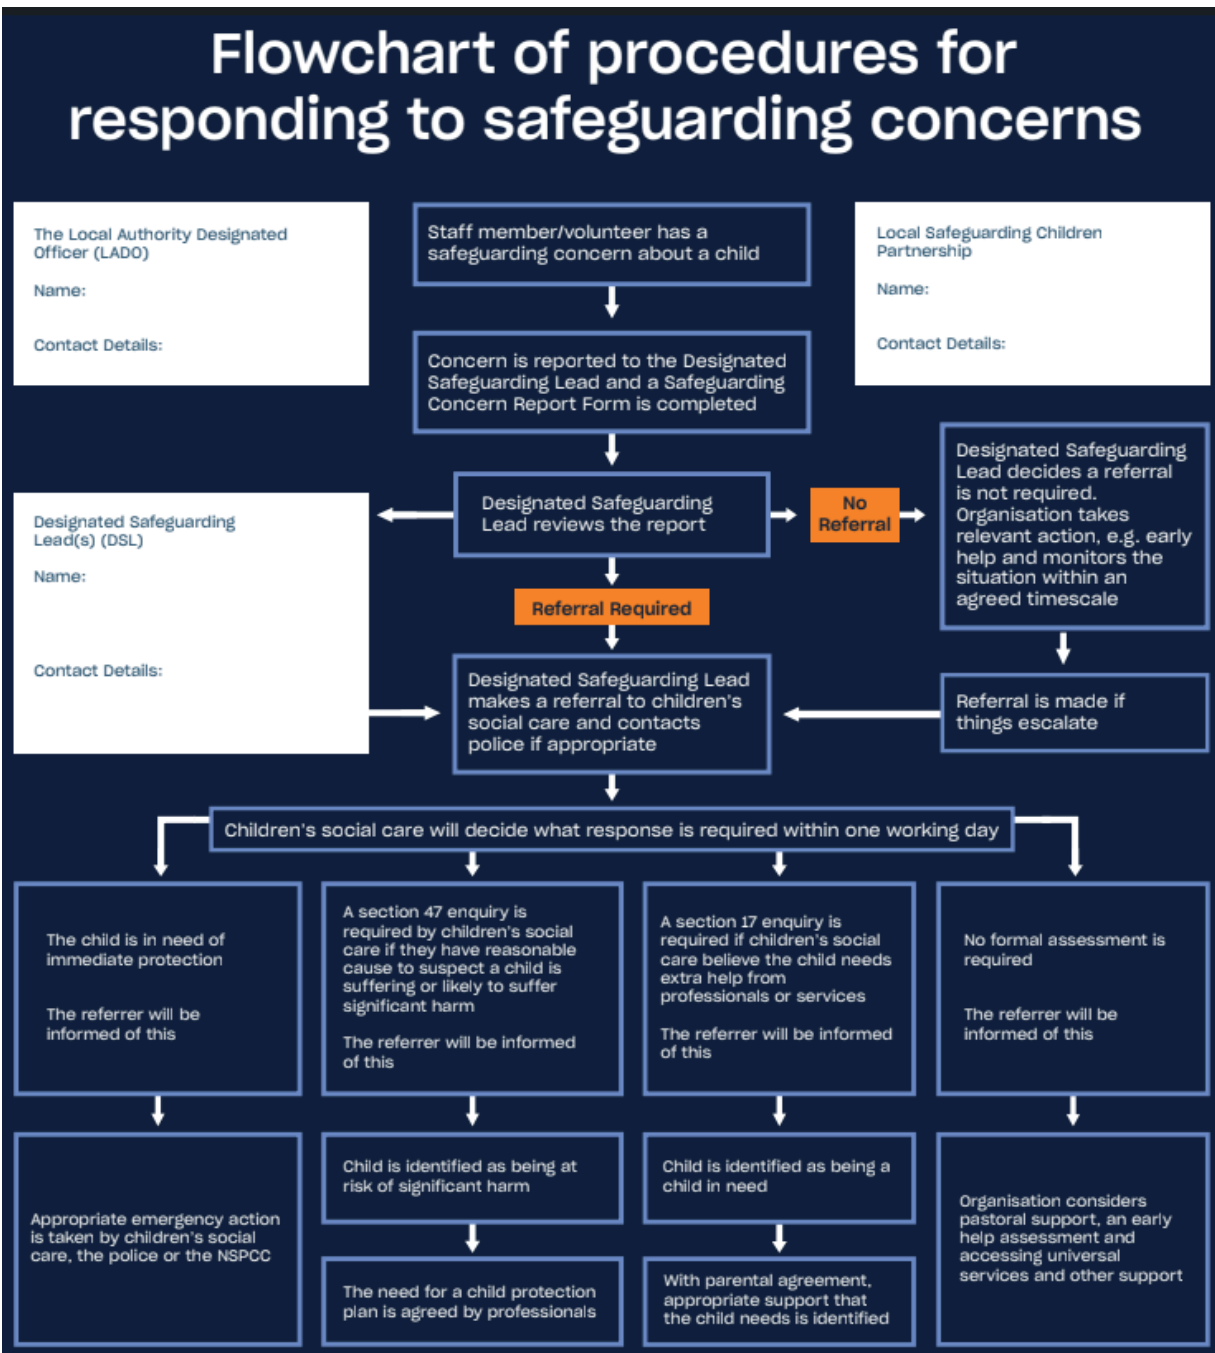 Flowchart of procedures for
responding to safeguarding concerns
The Local Authority Designated
Officer (LADO)
Name:
Contact Details:
Staff member/volunteer has a
safeguarding concern about a child
Local Safeguarding Children
Partnership
Name:
Contact Details:
Concern is reported to the Designated
Safeguarding Lead and a Safeguarding
Concern Report Form is completed
Designated Safeguarding
Lead(s) (DSL)
Name:
Contact Details:
Designated Safeguarding
Lead reviews the report
No
Referral
Designated Safeguarding
Lead decides a referral
is not required.
Organisation takes
relevant action, e.g. early
help and monitors the
situation within an
agreed timescale
Referral Required
Designated Safeguarding Lead
makes a referral to children's
social care and contacts
police if appropriate
Referral is made if
things escalate
Children's social care will decide what response is required within one working day
The child is in need of
immediate protection
The referrer will be
informed of this
A section 47 enquiry is
required by children's social
care if they have reasonable
cause to suspect a child is
suffering or likely to suffer
significant harm
The referrer will be informed
of this
A section 17 enquiry is
required if children's social
care believe the child needs
extra help from
professionals or services
The referrer will be informed
of this
No formal assessment is
required
The referrer will be
informed of this
Appropriate emergency action
is taken by children's social
care, the police or the NSPCC
Child is identified as being at
risk of significant harm
The need for a child protection
plan is agreed by professionals
Child is identified as being a
child in need
With parental agreement,
appropriate support that
the child needs is identified
Organisation considers
pastoral support, an early
help assessment and
accessing universal
services and other support